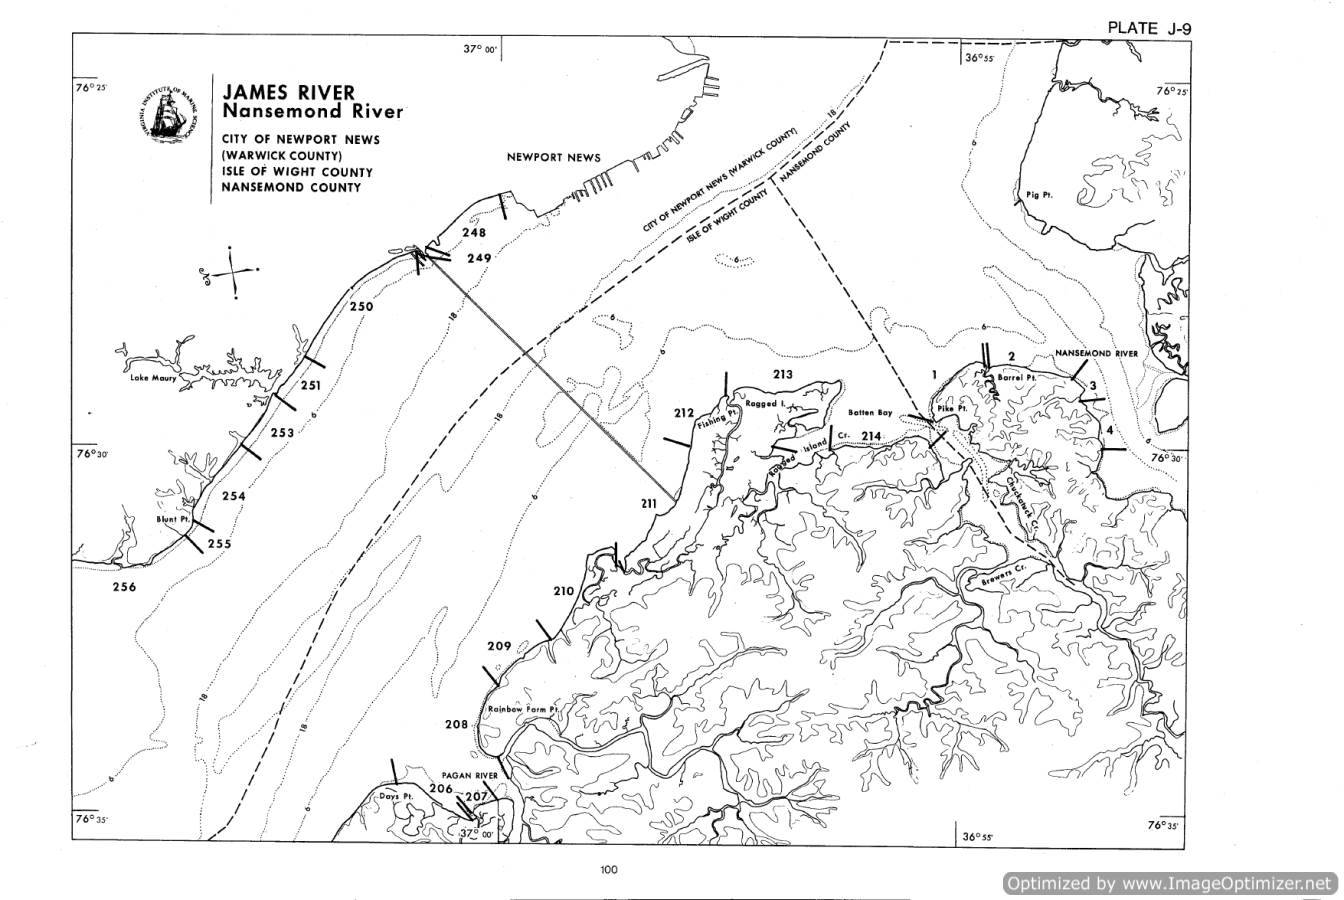 PLATE J-9
37° 00'
36° 55'
76° 25'
76° 25'
VIRGINIA INSTITUTE OF MARINE SCIENCE
JAMES RIVER
Nansemond River
CITY OF NEWPORT NEWS
(WARWICK COUNTY)
ISLE OF WIGHT COUNTY
NANSEMOND COUNTY
NEWPORT NEWS
CITY OF NEWPORT NEWS (WARWICK COUNTY)
18
NANSEMOND COUNTY
ISLE OF WIGHT COUNTY
6
Pig Pt.
248
249
6
N
250
18
6
6
6
Lake Maury
251
6
213
1
2
NANSEMOND RIVER
Barrel Pt.
3
212
Fishing Pt.
Ragged I.
Batten Bay
Pike Pt.
18
253
214
4
6
Ragged Island Cr.
76° 30'
76° 30'
254
6
211
Chuckatuck Cr.
Blunt Pt.
255
256
210
Brewers Cr.
209
18
208
Rainbow Farm Pt.
18
6
PAGAN RIVER
206
207
Days Pt.
6
76° 35'
37° 00'
36° 55'
76° 35'
100
Optimized by www.ImageOptimizer.net